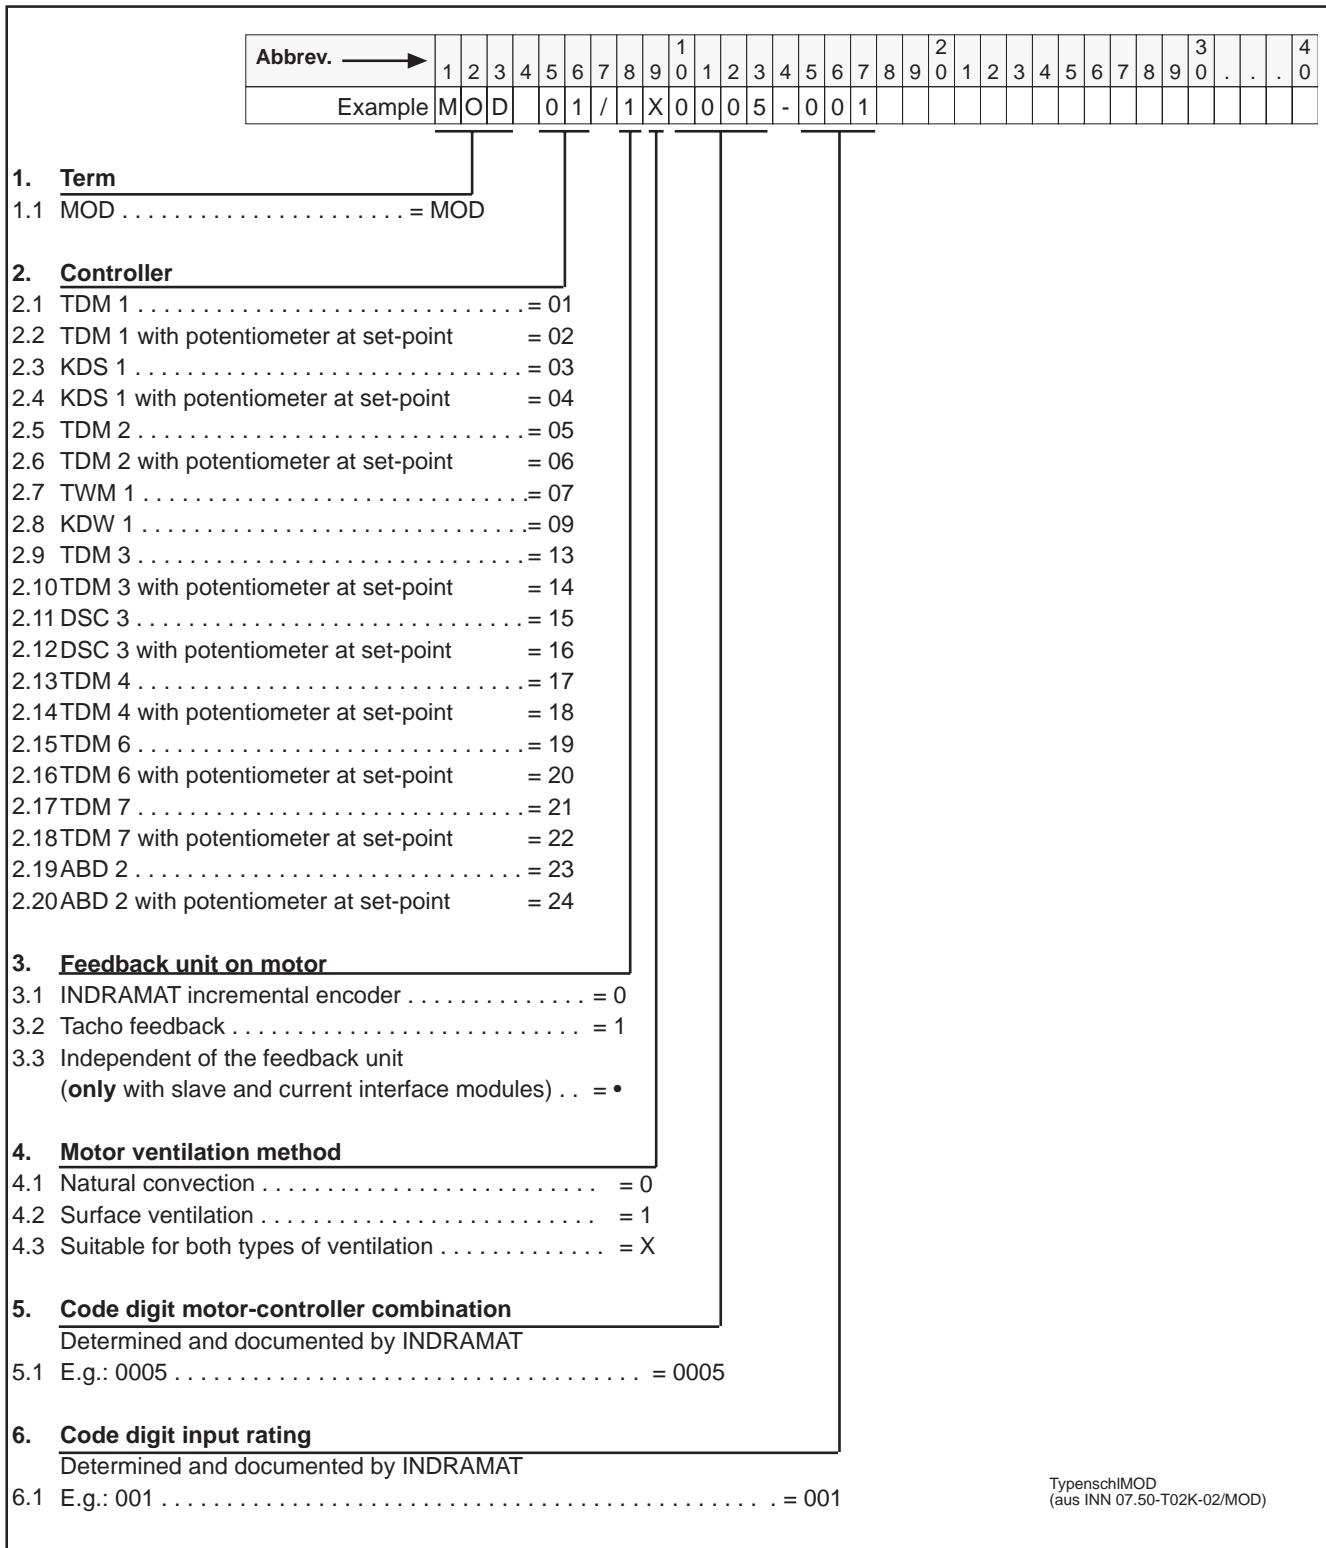 Abbrev. 1 2 3 4 5 6 7 8 9 10 1 2 3 4 5 6 7 8 9 20 1 2 3 4 5 6 7 8 9 30 . . . 40
Example M O D 0 1 / 1 X 0 0 0 5 - 0 0 1
1. Term
1.1 MOD . . . . . . . . . . . . . . . . . . . . . . = MOD
2. Controller
2.1 TDM 1 . . . . . . . . . . . . . . . . . . . . . . . . . . . . . . = 01
2.2 TDM 1 with potentiometer at set-point = 02
2.3 KDS 1 . . . . . . . . . . . . . . . . . . . . . . . . . . . . . . = 03
2.4 KDS 1 with potentiometer at set-point = 04
2.5 TDM 2 . . . . . . . . . . . . . . . . . . . . . . . . . . . . . . = 05
2.6 TDM 2 with potentiometer at set-point = 06
2.7 TWM 1 . . . . . . . . . . . . . . . . . . . . . . . . . . . . . .= 07
2.8 KDW 1 . . . . . . . . . . . . . . . . . . . . . . . . . . . . . .= 09
2.9 TDM 3 . . . . . . . . . . . . . . . . . . . . . . . . . . . . . . = 13
2.10 TDM 3 with potentiometer at set-point = 14
2.11 DSC 3 . . . . . . . . . . . . . . . . . . . . . . . . . . . . . . = 15
2.12 DSC 3 with potentiometer at set-point = 16
2.13 TDM 4 . . . . . . . . . . . . . . . . . . . . . . . . . . . . . . = 17
2.14 TDM 4 with potentiometer at set-point = 18
2.15 TDM 6 . . . . . . . . . . . . . . . . . . . . . . . . . . . . . . = 19
2.16 TDM 6 with potentiometer at set-point = 20
2.17 TDM 7 . . . . . . . . . . . . . . . . . . . . . . . . . . . . . . = 21
2.18 TDM 7 with potentiometer at set-point = 22
2.19 ABD 2 . . . . . . . . . . . . . . . . . . . . . . . . . . . . . . = 23
2.20 ABD 2 with potentiometer at set-point = 24
3. Feedback unit on motor
3.1 INDRAMAT incremental encoder . . . . . . . . . . . . . . = 0
3.2 Tacho feedback . . . . . . . . . . . . . . . . . . . . . . . . . . . = 1
3.3 Independent of the feedback unit
(only with slave and current interface modules) . . = •
4. Motor ventilation method
4.1 Natural convection . . . . . . . . . . . . . . . . . . . . . . . . . . = 0
4.2 Surface ventilation . . . . . . . . . . . . . . . . . . . . . . . . . . = 1
4.3 Suitable for both types of ventilation . . . . . . . . . . . . . = X
5. Code digit motor-controller combination
Determined and documented by INDRAMAT
5.1 E.g.: 0005 . . . . . . . . . . . . . . . . . . . . . . . . . . . . . . . . . . . . = 0005
6. Code digit input rating
Determined and documented by INDRAMAT
6.1 E.g.: 001 . . . . . . . . . . . . . . . . . . . . . . . . . . . . . . . . . . . . . . . . . . . . . . . = 001
TypenschlMOD
(aus INN 07.50-T02K-02/MOD)